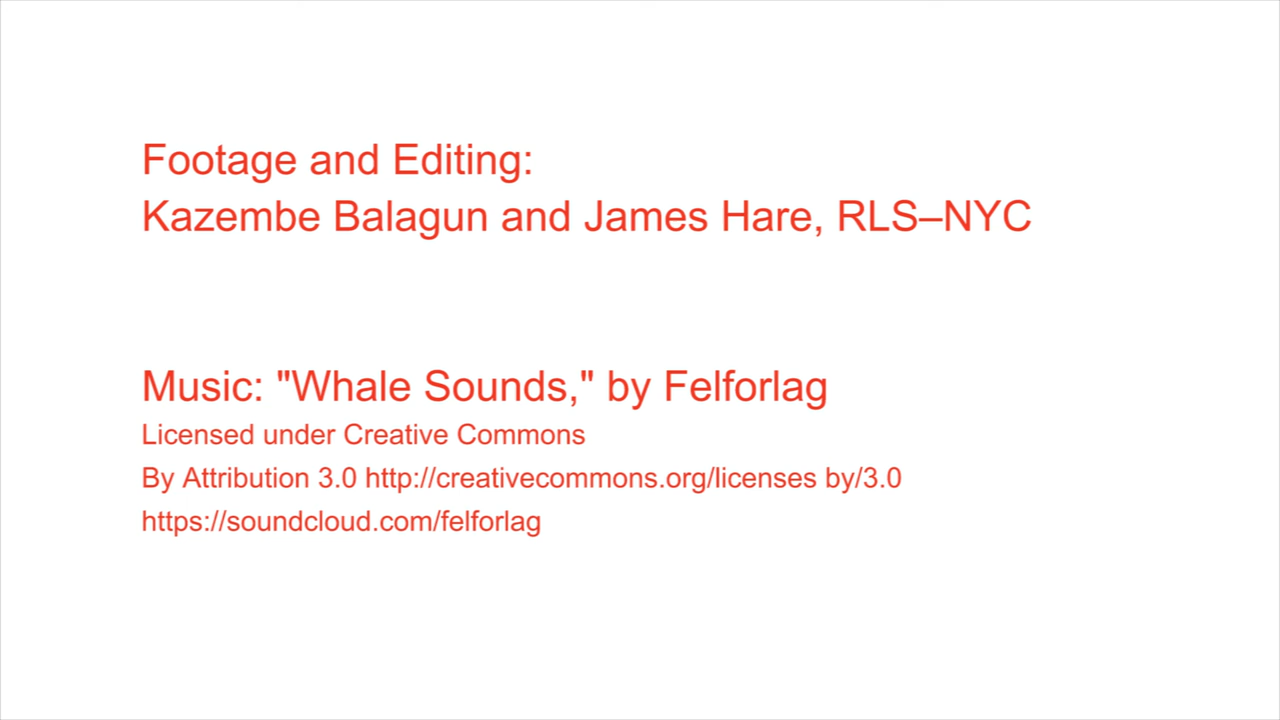 Footage and Editing:
Kazembe Balagun and James Hare, RLS–NYC
Music: "Whale Sounds," by Felforlag
Licensed under Creative Commons
By Attribution 3.0 http://creativecommons.org/licenses by/3.0
https://soundcloud.com/felforlag